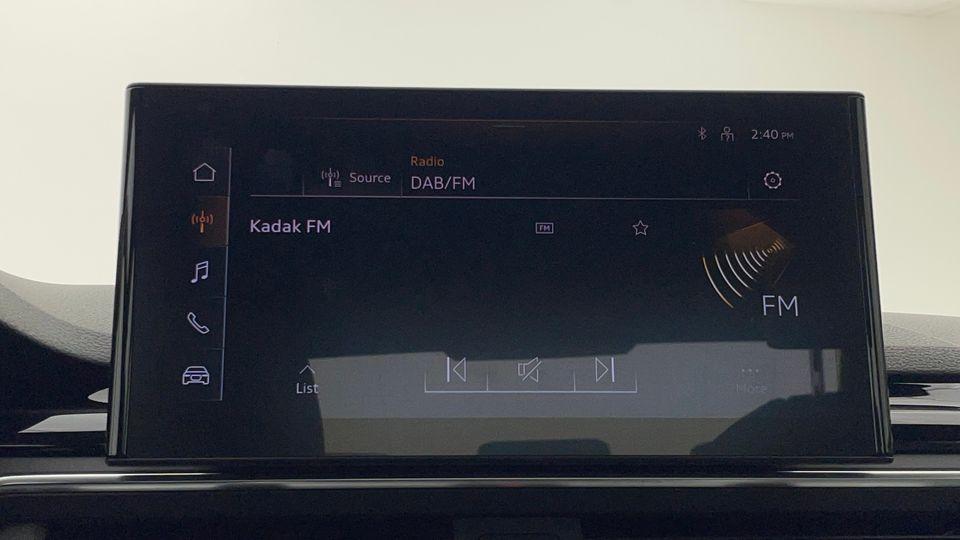 2:40 PM
Radio
Source
DAB/FM
Kadak FM
FM
FM
List
More